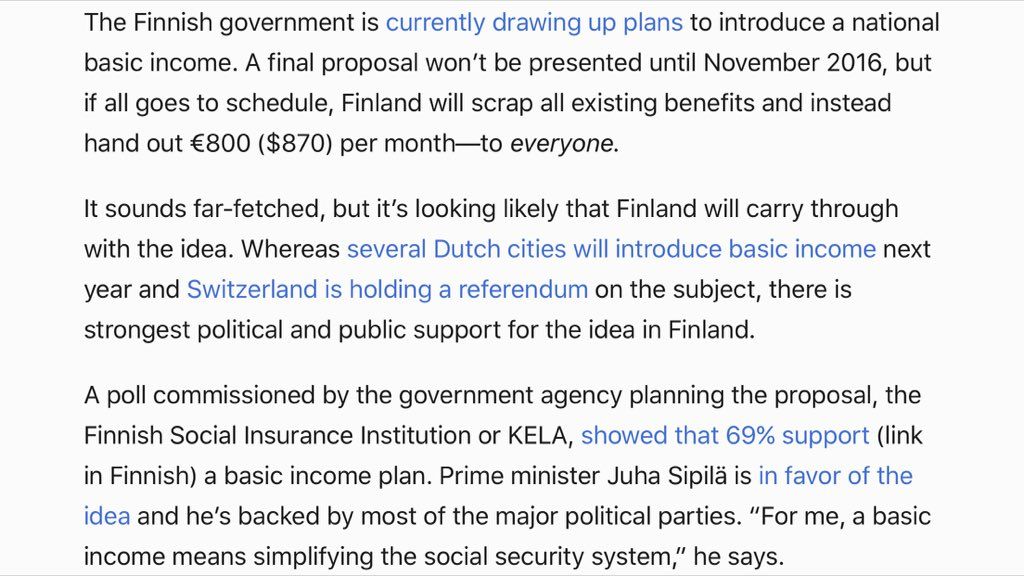 The Finnish government is currently drawing up plans to introduce a national
basic income. A final proposal won’t be presented until November 2016, but
if all goes to schedule, Finland will scrap all existing benefits and instead
hand out €800 ($870) per month—to everyone.
It sounds far-fetched, but it’s looking likely that Finland will carry through
with the idea. Whereas several Dutch cities will introduce basic income next
year and Switzerland is holding a referendum on the subject, there is
strongest political and public support for the idea in Finland.
A poll commissioned by the government agency planning the proposal, the
Finnish Social Insurance Institution or KELA, showed that 69% support (link
in Finnish) a basic income plan. Prime minister Juha Sipilä is in favor of the
idea and he’s backed by most of the major political parties. “For me, a basic
income means simplifying the social security system,” he says.